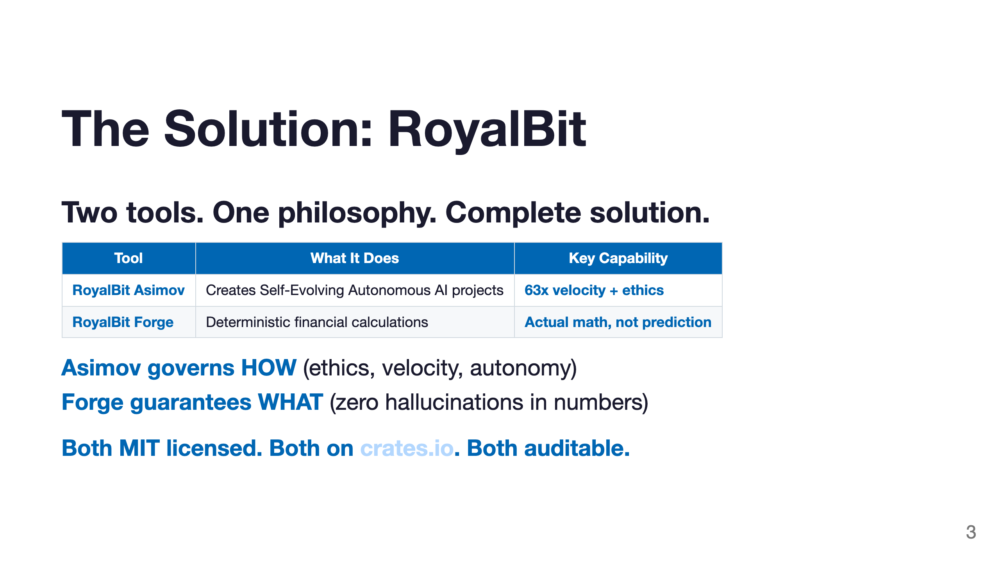 The Solution: RoyalBit
Two tools. One philosophy. Complete solution.
Tool What It Does Key Capability
RoyalBit Asimov Creates Self-Evolving Autonomous AI projects 63x velocity + ethics
RoyalBit Forge Deterministic financial calculations Actual math, not prediction
Asimov governs HOW (ethics, velocity, autonomy)
Forge guarantees WHAT (zero hallucinations in numbers)
Both MIT licensed. Both on crates.io. Both auditable.
3